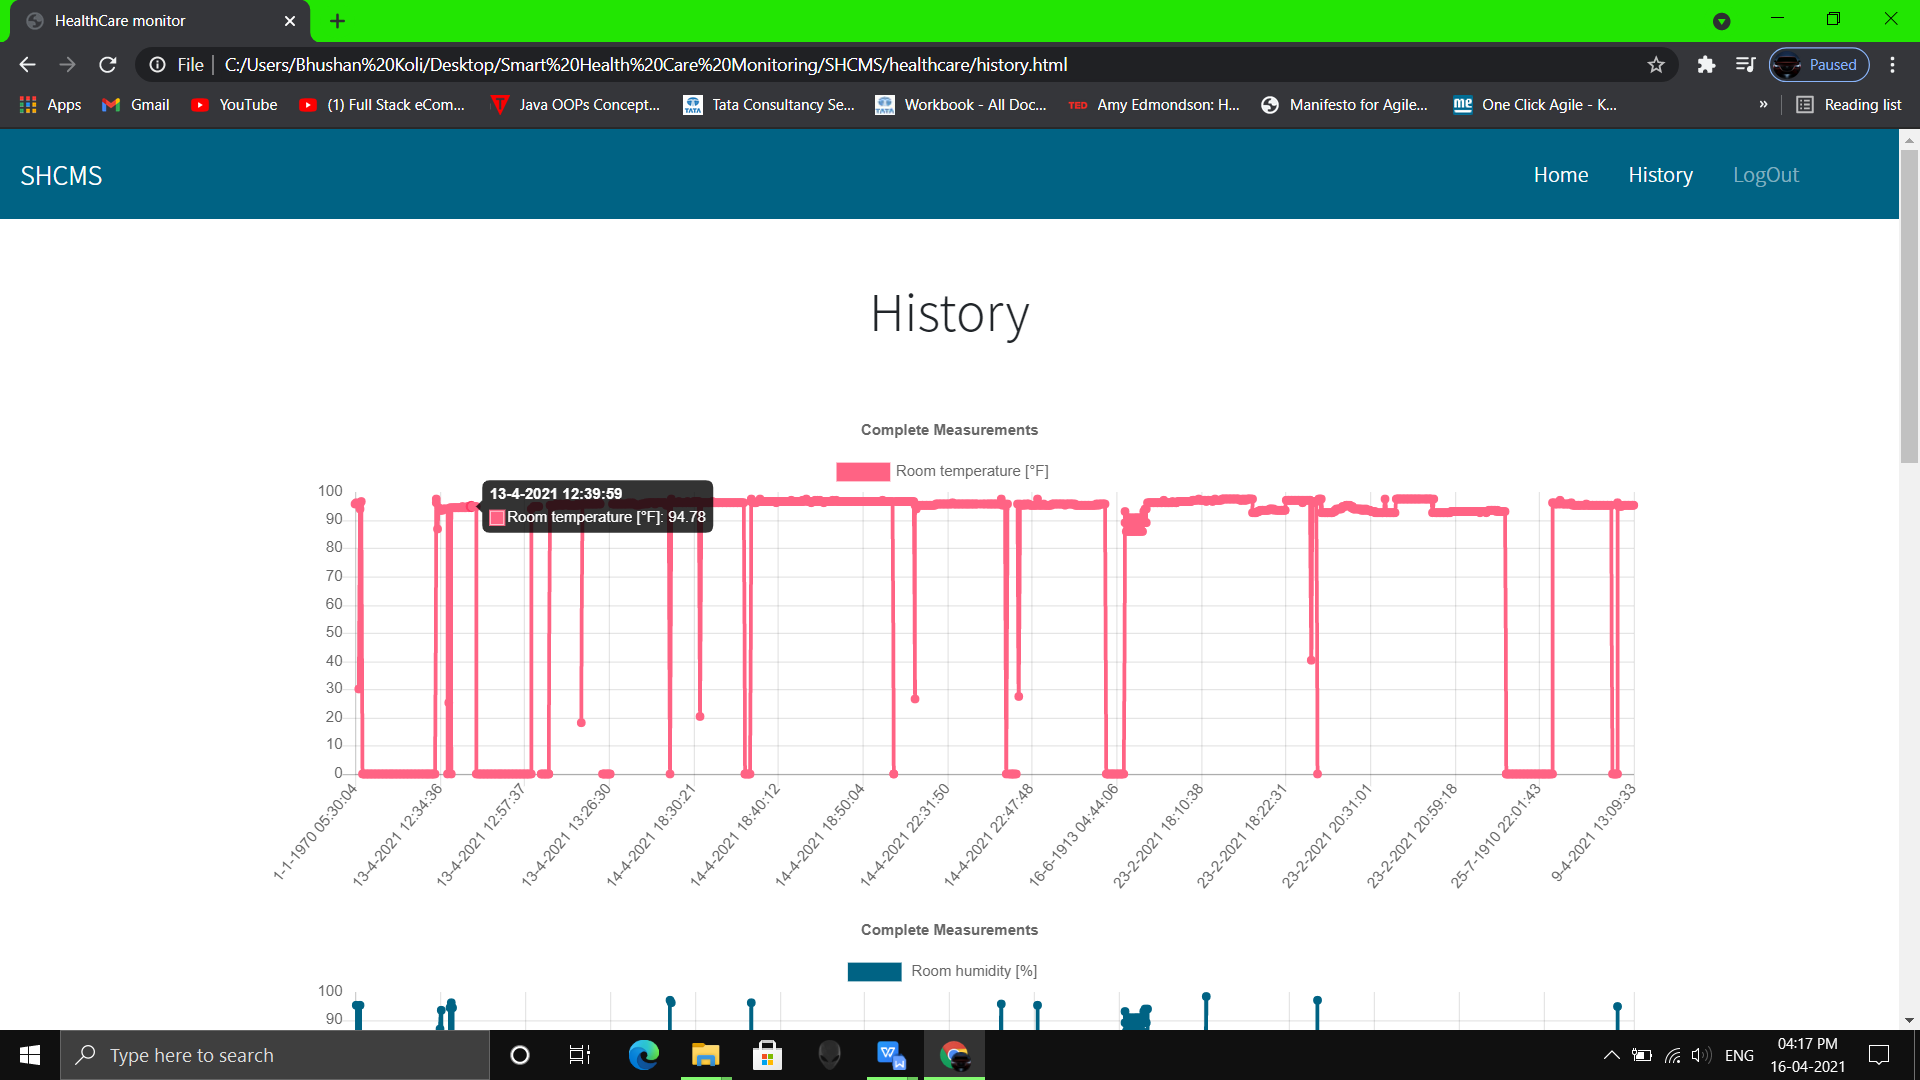 HealthCare monitor
File
C:/Users/Bhushan%20Koli/Desktop/Smart%20Health%20Care%20Monitoring/SHCMS/healthcare/history.html
Paused
Apps
Gmail
YouTube
(1) Full Stack eCom...
Java OOPs Concept...
TATA
Tata Consultancy Se...
TATA
Workbook - All Doc...
TED
Amy Edmondson: H...
Manifesto for Agile...
me
One Click Agile - K...
»
Reading list
SHCMS
Home
History
LogOut
History
Complete Measurements
Room temperature [°F]
13-4-2021 12:39:59
Room temperature [°F]: 94.78
100
90
80
70
60
50
40
30
20
10
0
1-1-1970 05:30:04
13-4-2021 12:34:36
13-4-2021 12:57:37
13-4-2021 13:26:30
14-4-2021 18:30:21
14-4-2021 18:40:12
14-4-2021 18:50:04
14-4-2021 22:31:50
14-4-2021 22:47:48
16-6-1913 04:44:06
23-2-2021 18:10:38
23-2-2021 18:22:31
23-2-2021 20:31:01
23-2-2021 20:59:18
25-7-1910 22:01:43
9-4-2021 13:09:33
Complete Measurements
Room humidity [%]
100
90
Type here to search
ENG
04:17 PM
16-04-2021